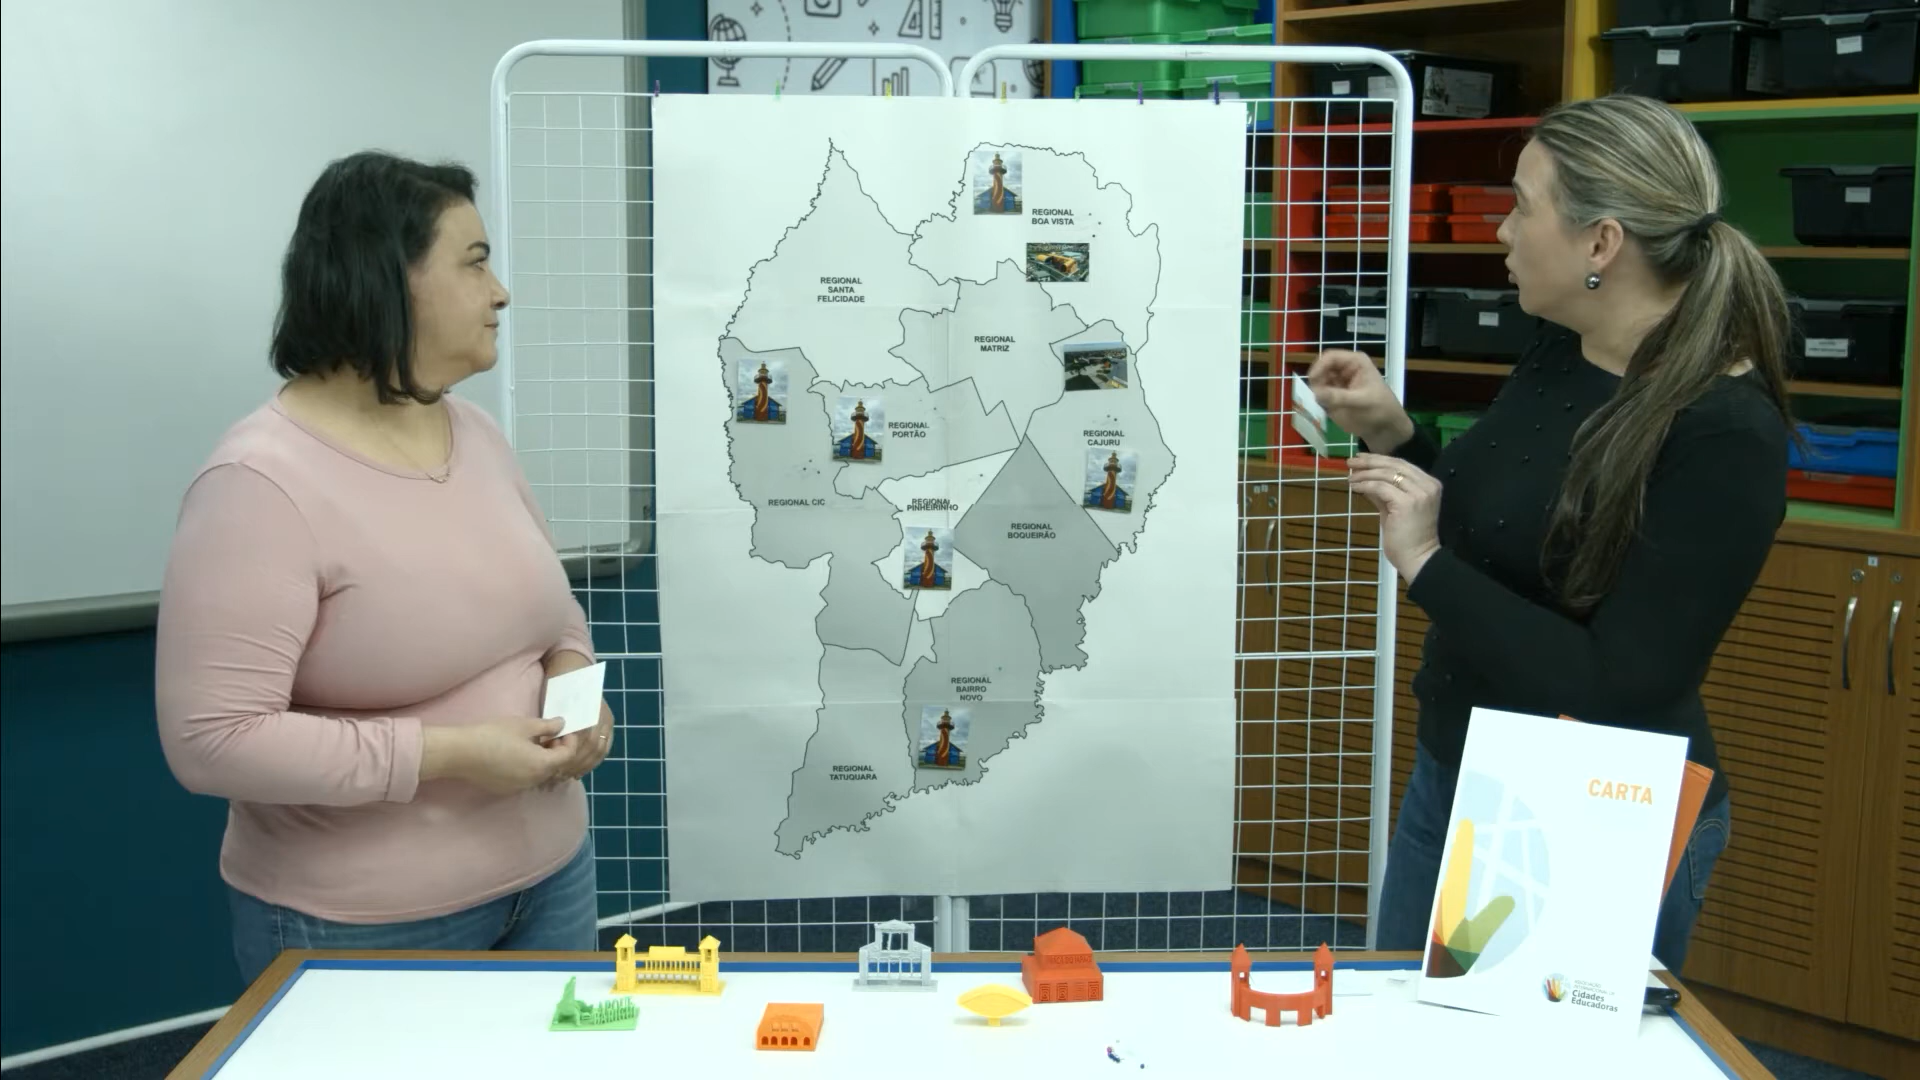 REGIONAL
BOA VISTA
REGIONAL
SANTA
FELICIDADE
REGIONAL
MATRIZ
REGIONAL
PORTÃO
REGIONAL
CAJURU
REGIONAL CIC
REGIONAL
PINHEIRINHO
REGIONAL
BOQUEIRÃO
REGIONAL
BAIRRO
NOVO
REGIONAL
TATUQUARA
CARTA
Cidades
Educadoras